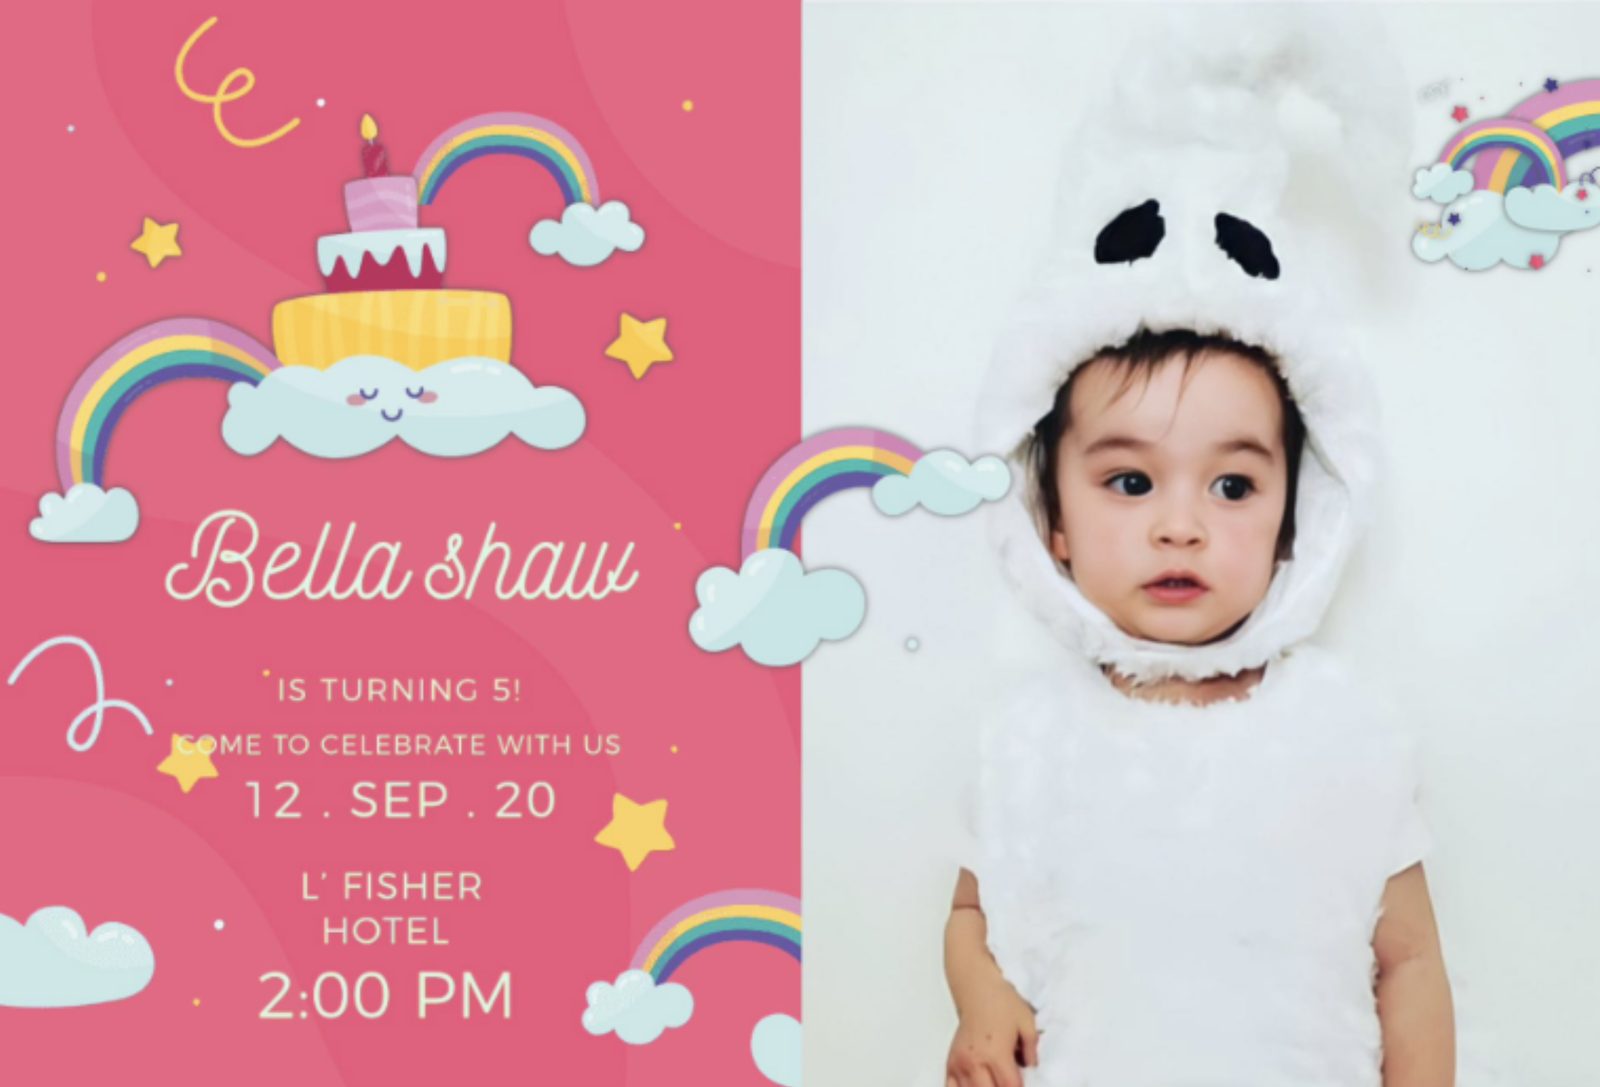 Bella shaw
IS TURNING 5!
COME TO CELEBRATE WITH US
12 . SEP . 20
L' FISHER
HOTEL
2:00 PM